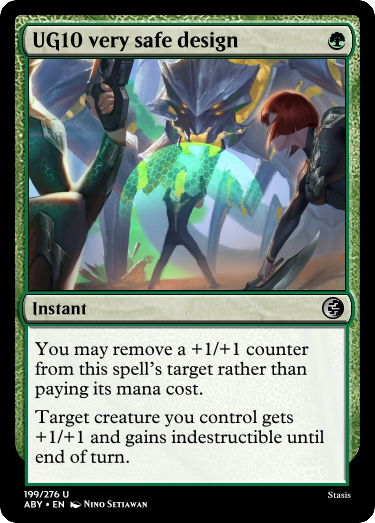 UG10 very safe design
Instant
You may remove a +1/+1 counter
from this spell's target rather than
paying its mana cost.
Target creature you control gets
+1/+1 and gains indestructible until
end of turn.
199/276 U
Stasis
ABY • EN Nino Setiawan